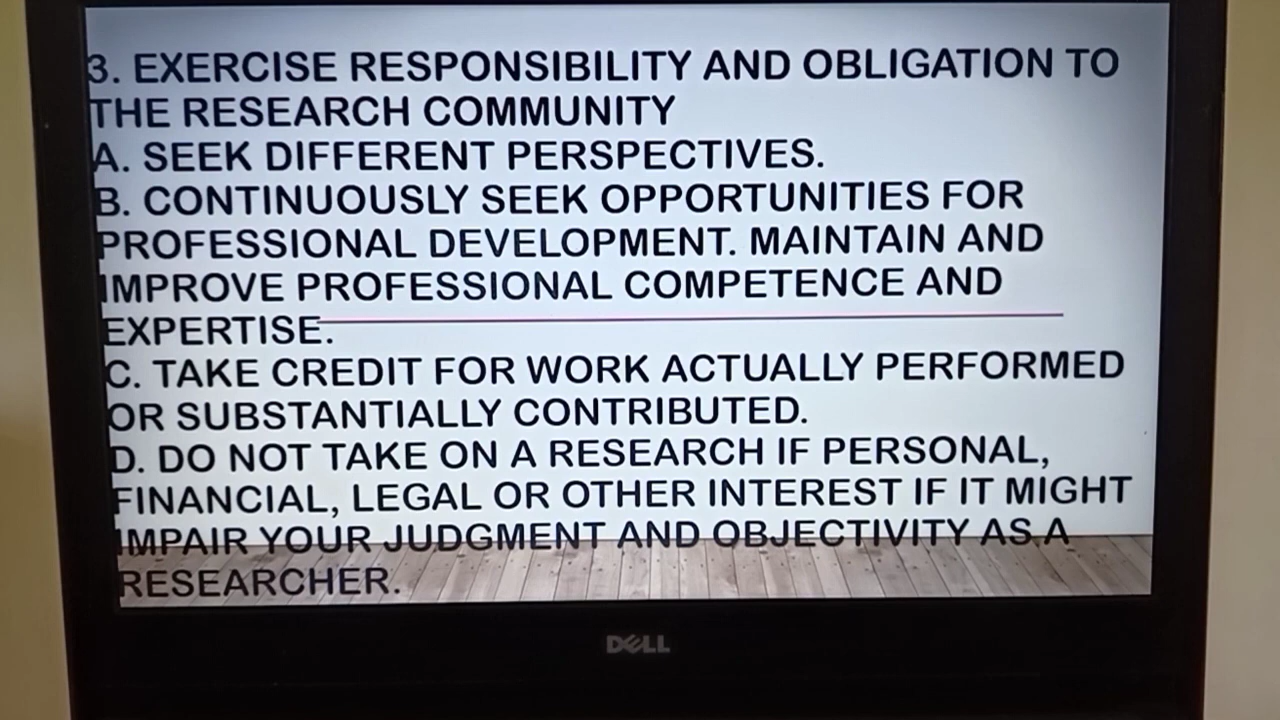 3. EXERCISE RESPONSIBILITY AND OBLIGATION TO
THE RESEARCH COMMUNITY
A. SEEK DIFFERENT PERSPECTIVES.
B. CONTINUOUSLY SEEK OPPORTUNITIES FOR
PROFESSIONAL DEVELOPMENT. MAINTAIN AND
IMPROVE PROFESSIONAL COMPETENCE AND
EXPERTISE.
C. TAKE CREDIT FOR WORK ACTUALLY PERFORMED
OR SUBSTANTIALLY CONTRIBUTED.
D. DO NOT TAKE ON A RESEARCH IF PERSONAL,
FINANCIAL, LEGAL OR OTHER INTEREST IF IT MIGHT
IMPAIR YOUR JUDGMENT AND OBJECTIVITY AS A
RESEARCHER.
DELL